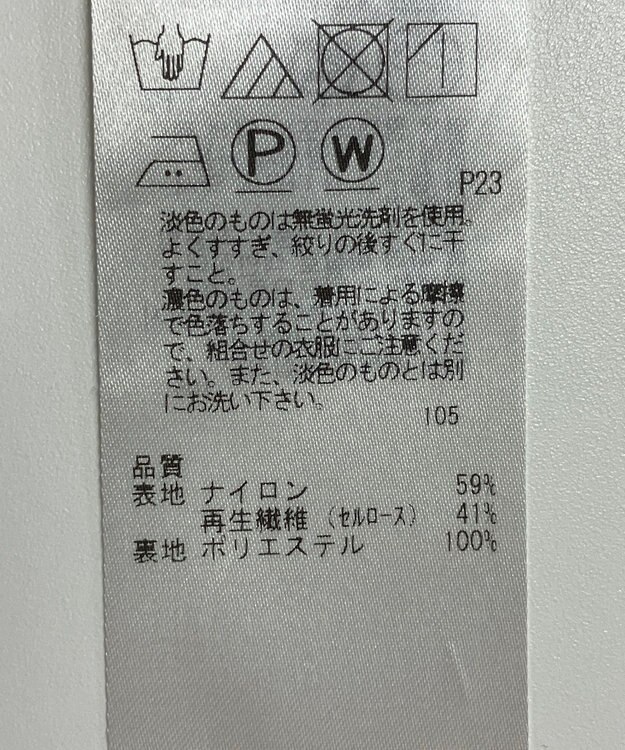 P W
P23
淡色のものは無蛍光洗剤を使用。
よくすすぎ、絞りの後すぐに干
すこと。
濃色のものは、着用による摩擦
で色落ちすることがありますの
で、組合せの衣服にご注意くだ
さい。また、淡色のものとは別
にお洗い下さい。
105
品質
表地 ナイロン 59%
再生繊維 (セルロース) 41%
裏地 ポリエステル 100%